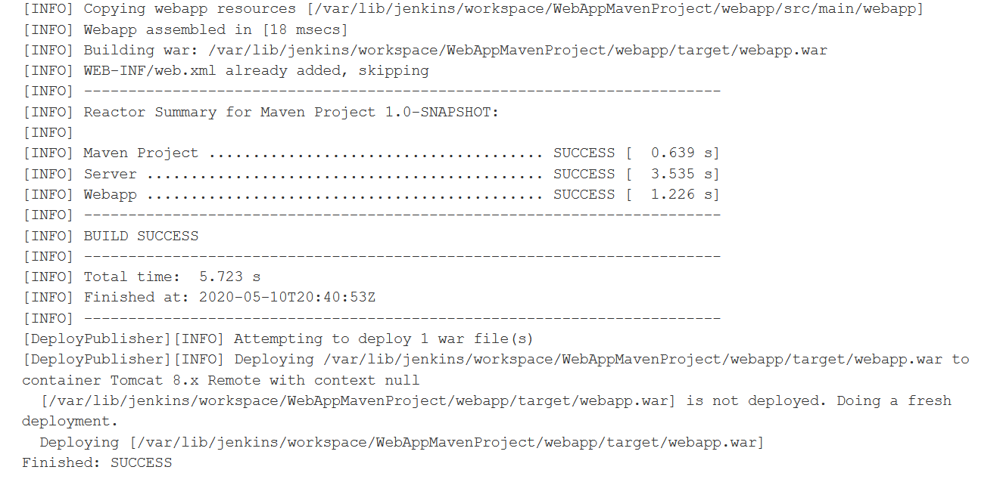 [INFO] Copying webapp resources [/var/lib/jenkins/workspace/WebAppMavenProject/webapp/src/main/webapp]
[INFO] Webapp assembled in [18 msecs]
[INFO] Building war: /var/lib/jenkins/workspace/WebAppMavenProject/webapp/target/webapp.war
[INFO] WEB-INF/web.xml already added, skipping
[INFO] ------------------------------------------------------------------------
[INFO] Reactor Summary for Maven Project 1.0-SNAPSHOT:
[INFO]
[INFO] Maven Project ...................................... SUCCESS [  0.639 s]
[INFO] Server ............................................. SUCCESS [  3.535 s]
[INFO] Webapp ............................................. SUCCESS [  1.226 s]
[INFO] ------------------------------------------------------------------------
[INFO] BUILD SUCCESS
[INFO] ------------------------------------------------------------------------
[INFO] Total time:  5.723 s
[INFO] Finished at: 2020-05-10T20:40:53Z
[INFO] ------------------------------------------------------------------------
[DeployPublisher][INFO] Attempting to deploy 1 war file(s)
[DeployPublisher][INFO] Deploying /var/lib/jenkins/workspace/WebAppMavenProject/webapp/target/webapp.war to
container Tomcat 8.x Remote with context null
  [/var/lib/jenkins/workspace/WebAppMavenProject/webapp/target/webapp.war] is not deployed. Doing a fresh
deployment.
  Deploying [/var/lib/jenkins/workspace/WebAppMavenProject/webapp/target/webapp.war]
Finished: SUCCESS